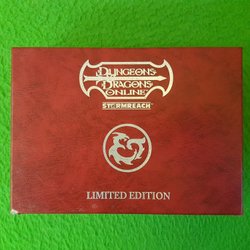 DUNGEONS
& DRAGONS
ONLINE
STORMREACH
&
LIMITED EDITION